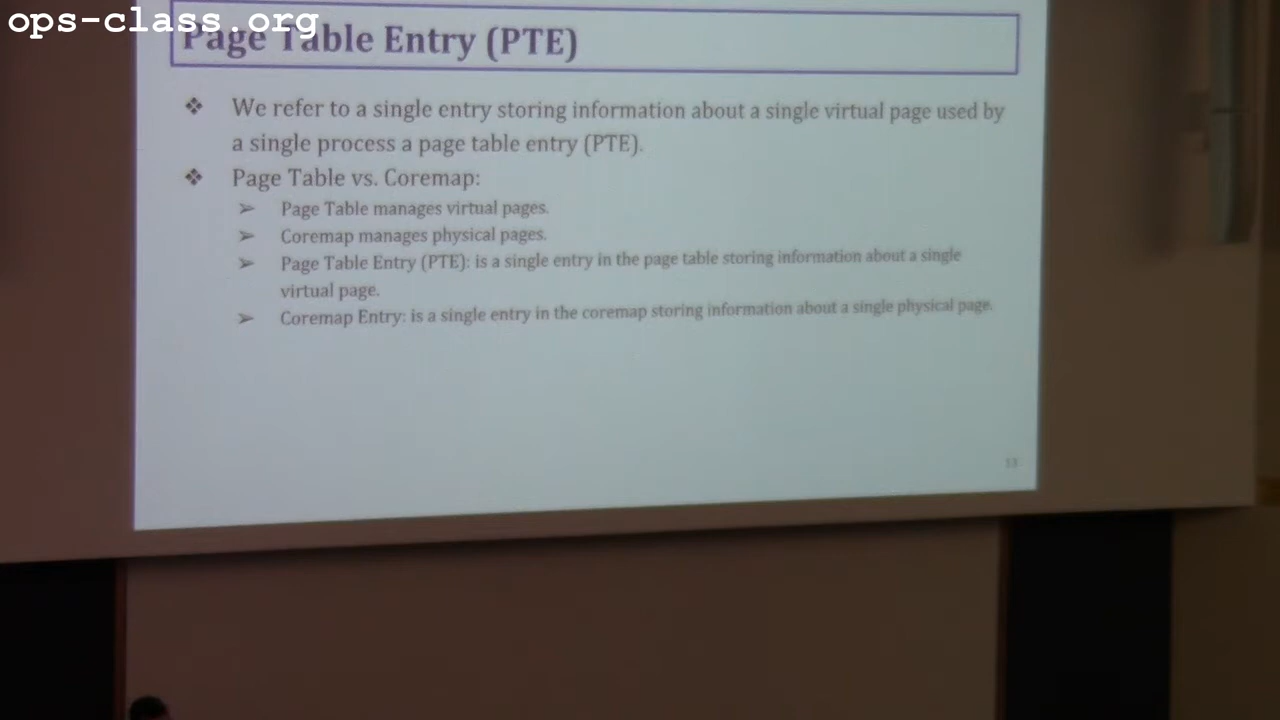 ops-class.org
Page Table Entry (PTE)
❖ We refer to a single entry storing information about a single virtual page used by
a single process a page table entry (PTE).
❖ Page Table vs. Coremap:
➢ Page Table manages virtual pages.
➢ Coremap manages physical pages.
➢ Page Table Entry (PTE): is a single entry in the page table storing information about a single
virtual page.
➢ Coremap Entry: is a single entry in the coremap storing information about a single physical page.